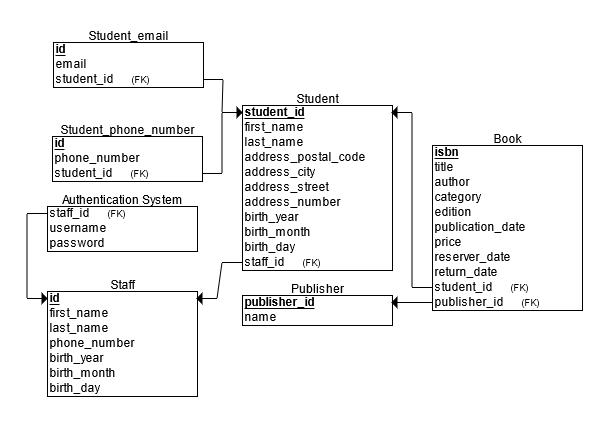 Student_email
id
email
student_id (FK)
Student_phone_number
id
phone_number
student_id (FK)
Authentication System
staff_id (FK)
username
password
Staff
id
first_name
last_name
phone_number
birth_year
birth_month
birth_day
Student
student_id
first_name
last_name
address_postal_code
address_city
address_street
address_number
birth_year
birth_month
birth_day
staff_id (FK)
Publisher
publisher_id
name
Book
isbn
title
author
category
edition
publication_date
price
reserver_date
return_date
student_id (FK)
publisher_id (FK)